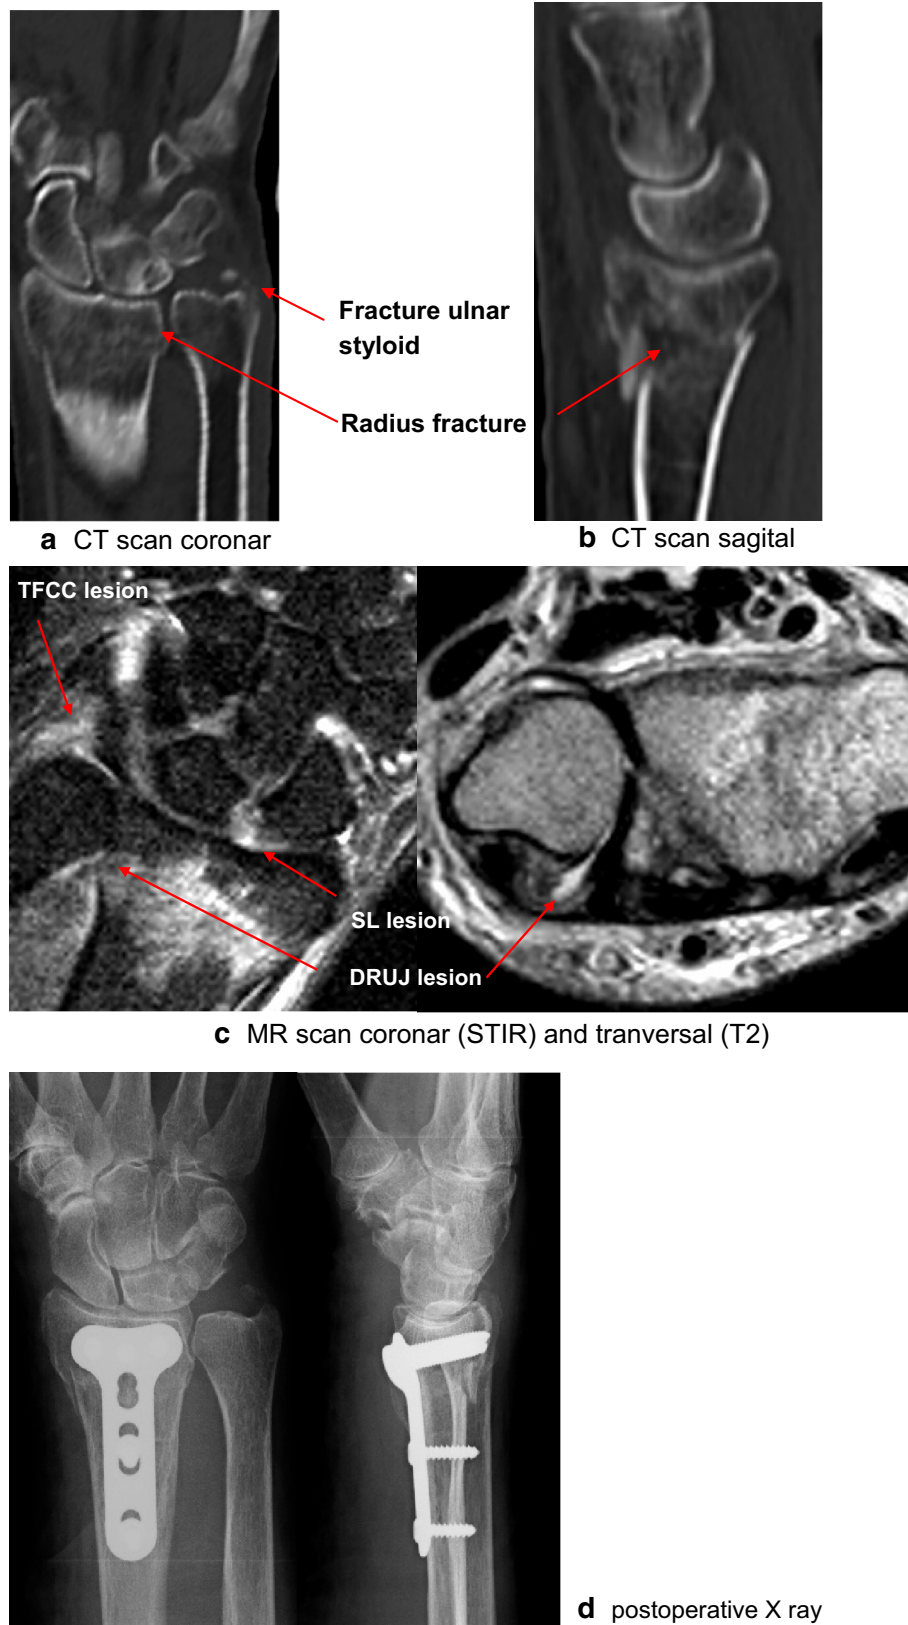 Fracture ulnar
styloid
Radius fracture
a CT scan coronar
b CT scan sagital
TFCC lesion
SL lesion
DRUJ lesion
c MR scan coronar (STIR) and tranversal (T2)
d postoperative X ray